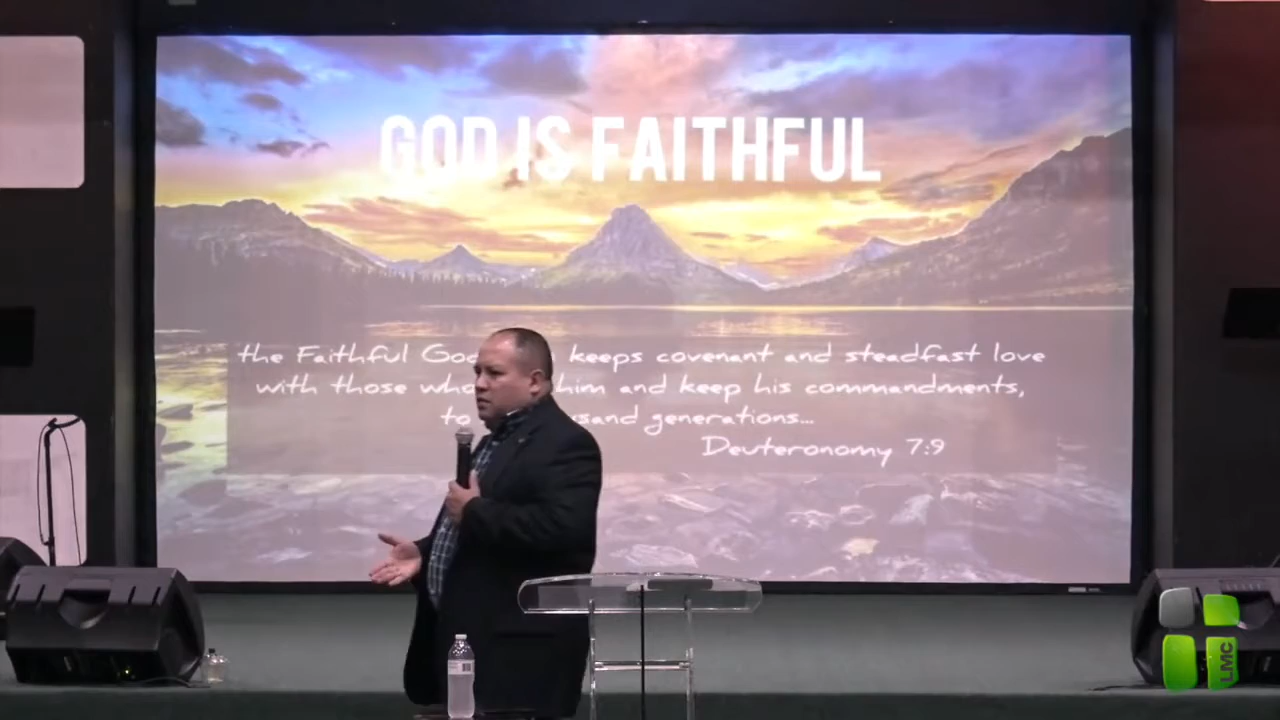 GOD IS FAITHFUL
the Faithful God keeps covenant and steadfast love
with those who him and keep his commandments,
to generations...
Deuteronomy 7:9
LMC